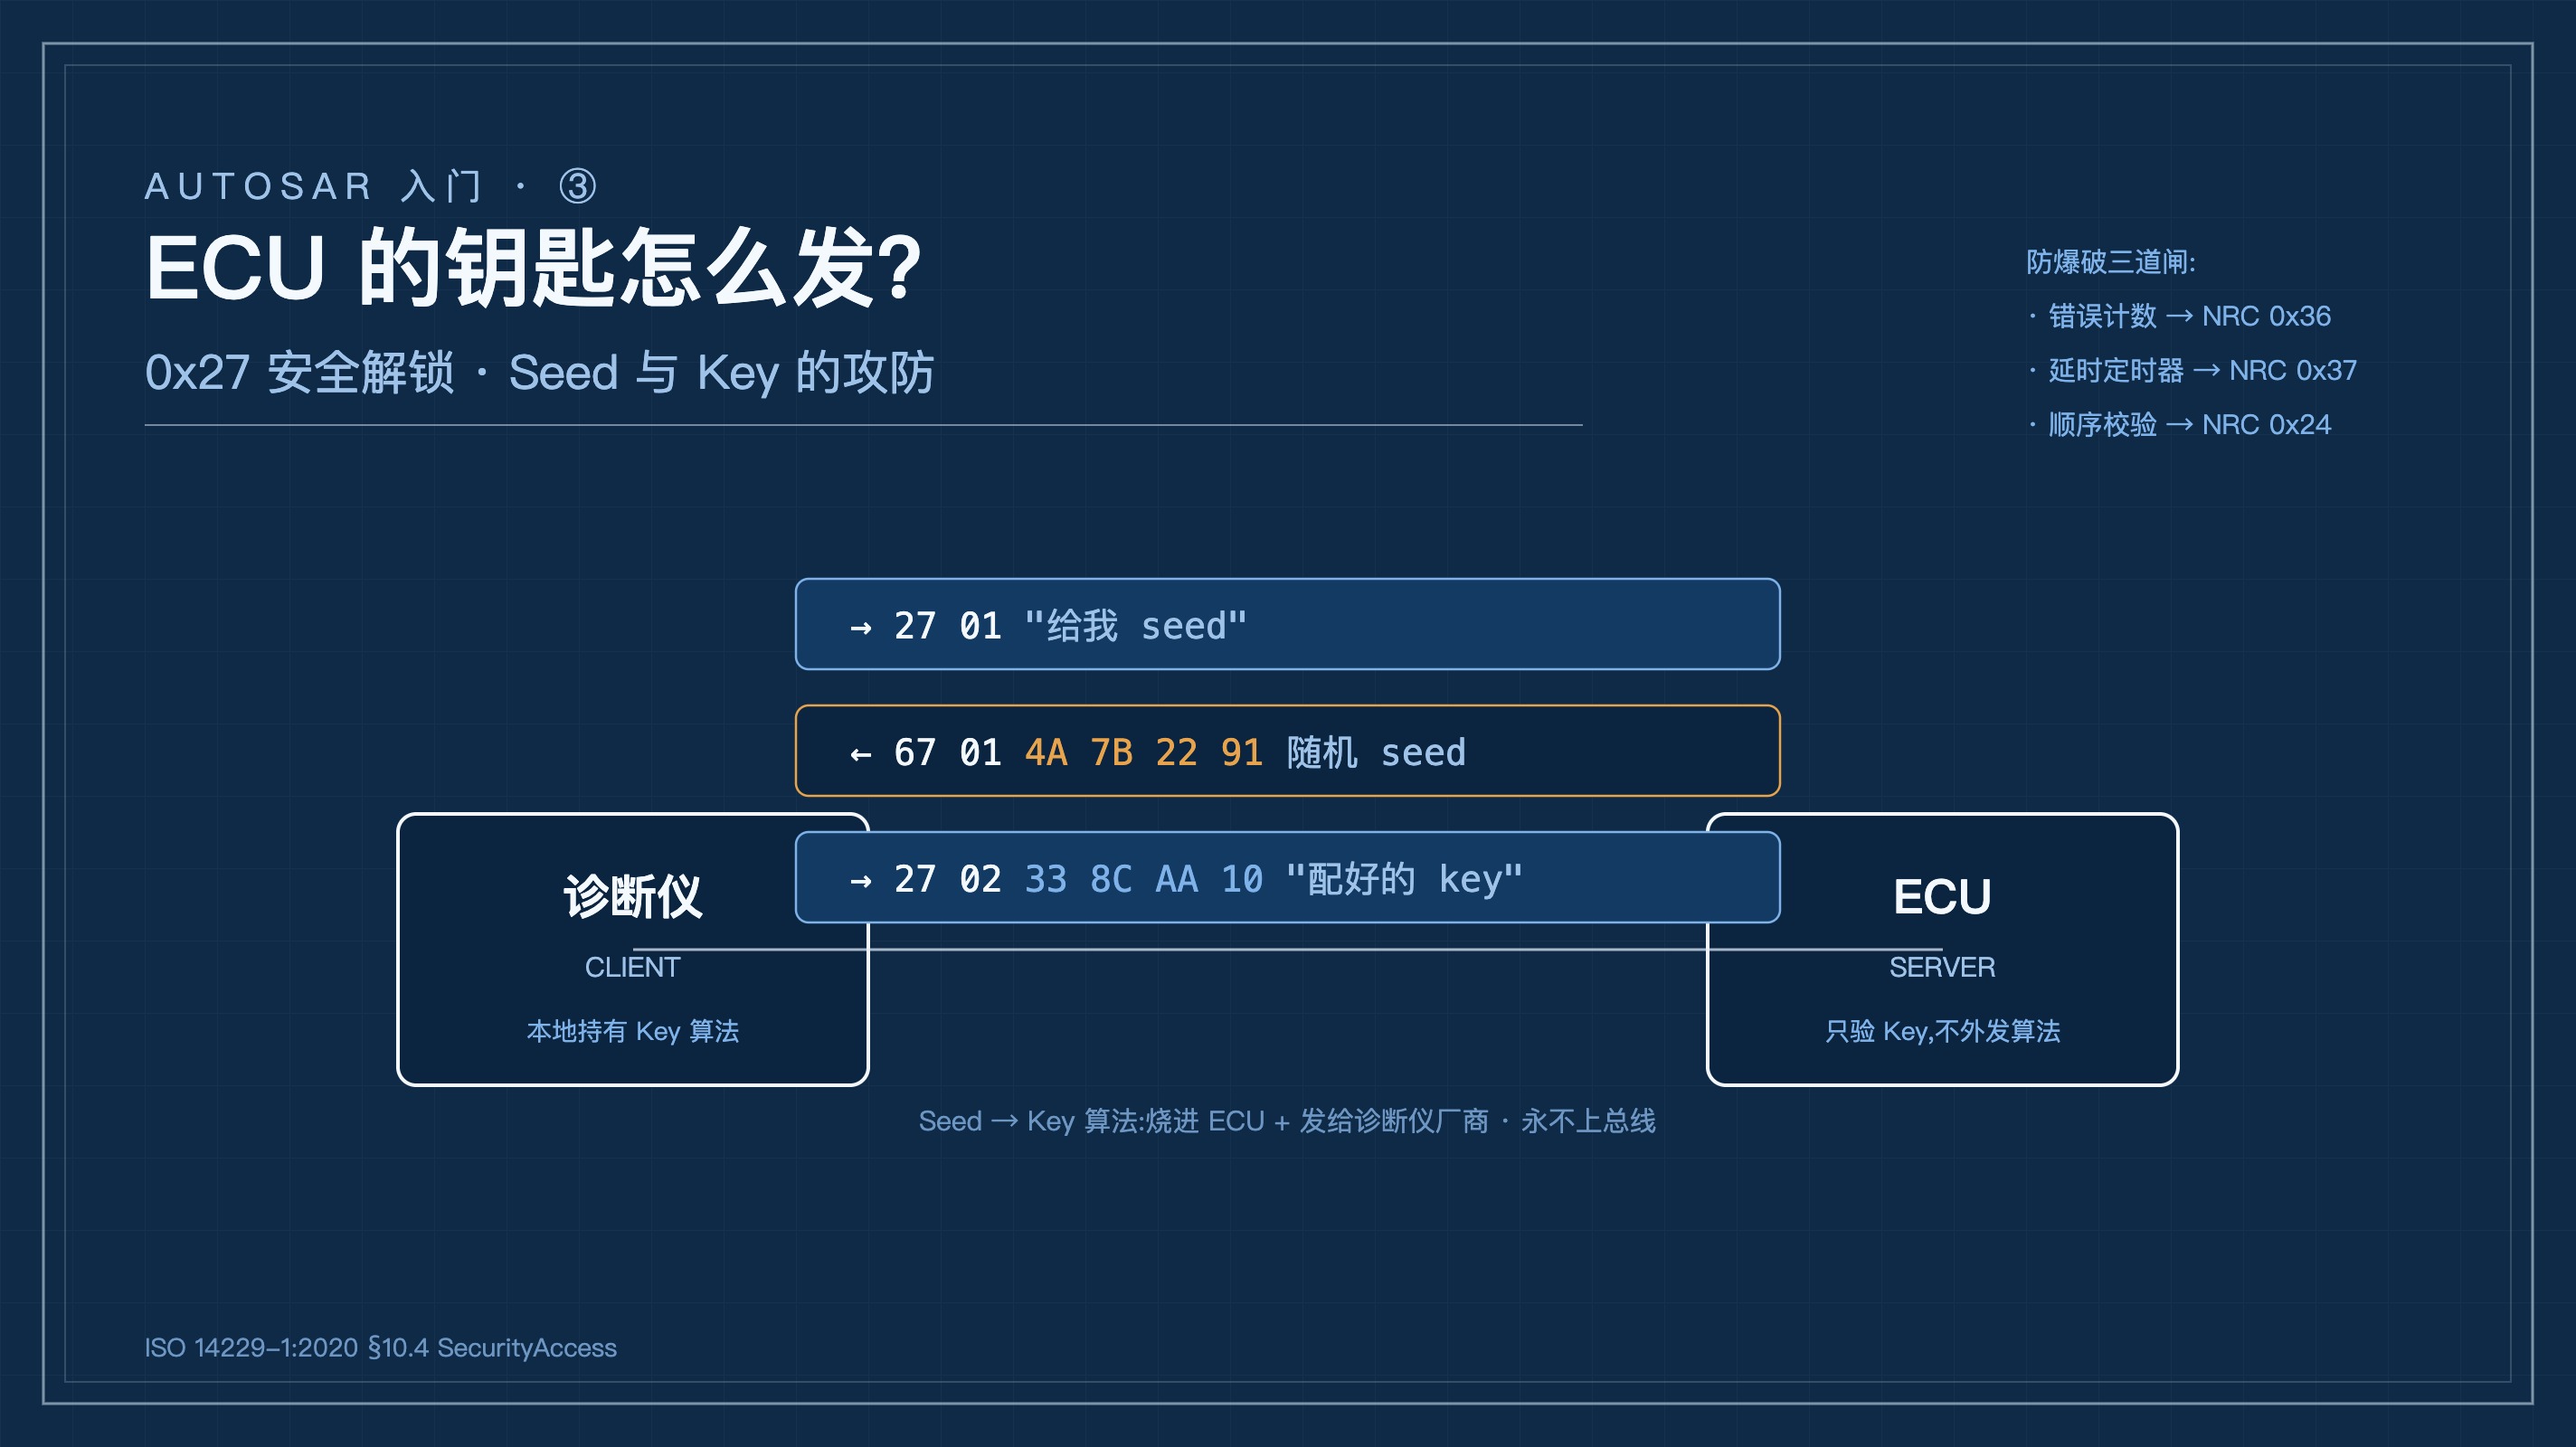 AUTOSAR 入门 · ③
ECU 的钥匙怎么发?
0x27 安全解锁 · Seed 与 Key 的攻防
防爆破三道闸:
· 错误计数 → NRC 0x36
· 延时定时器 → NRC 0x37
· 顺序校验 → NRC 0x24
→ 27 01 "给我 seed"
← 67 01 4A 7B 22 91 随机 seed
→ 27 02 33 8C AA 10 "配好的 key"
诊断仪
CLIENT
本地持有 Key 算法
ECU
SERVER
只验 Key,不外发算法
Seed → Key 算法:烧进 ECU + 发给诊断仪厂商 · 永不上总线
ISO 14229–1:2020 §10.4 SecurityAccess